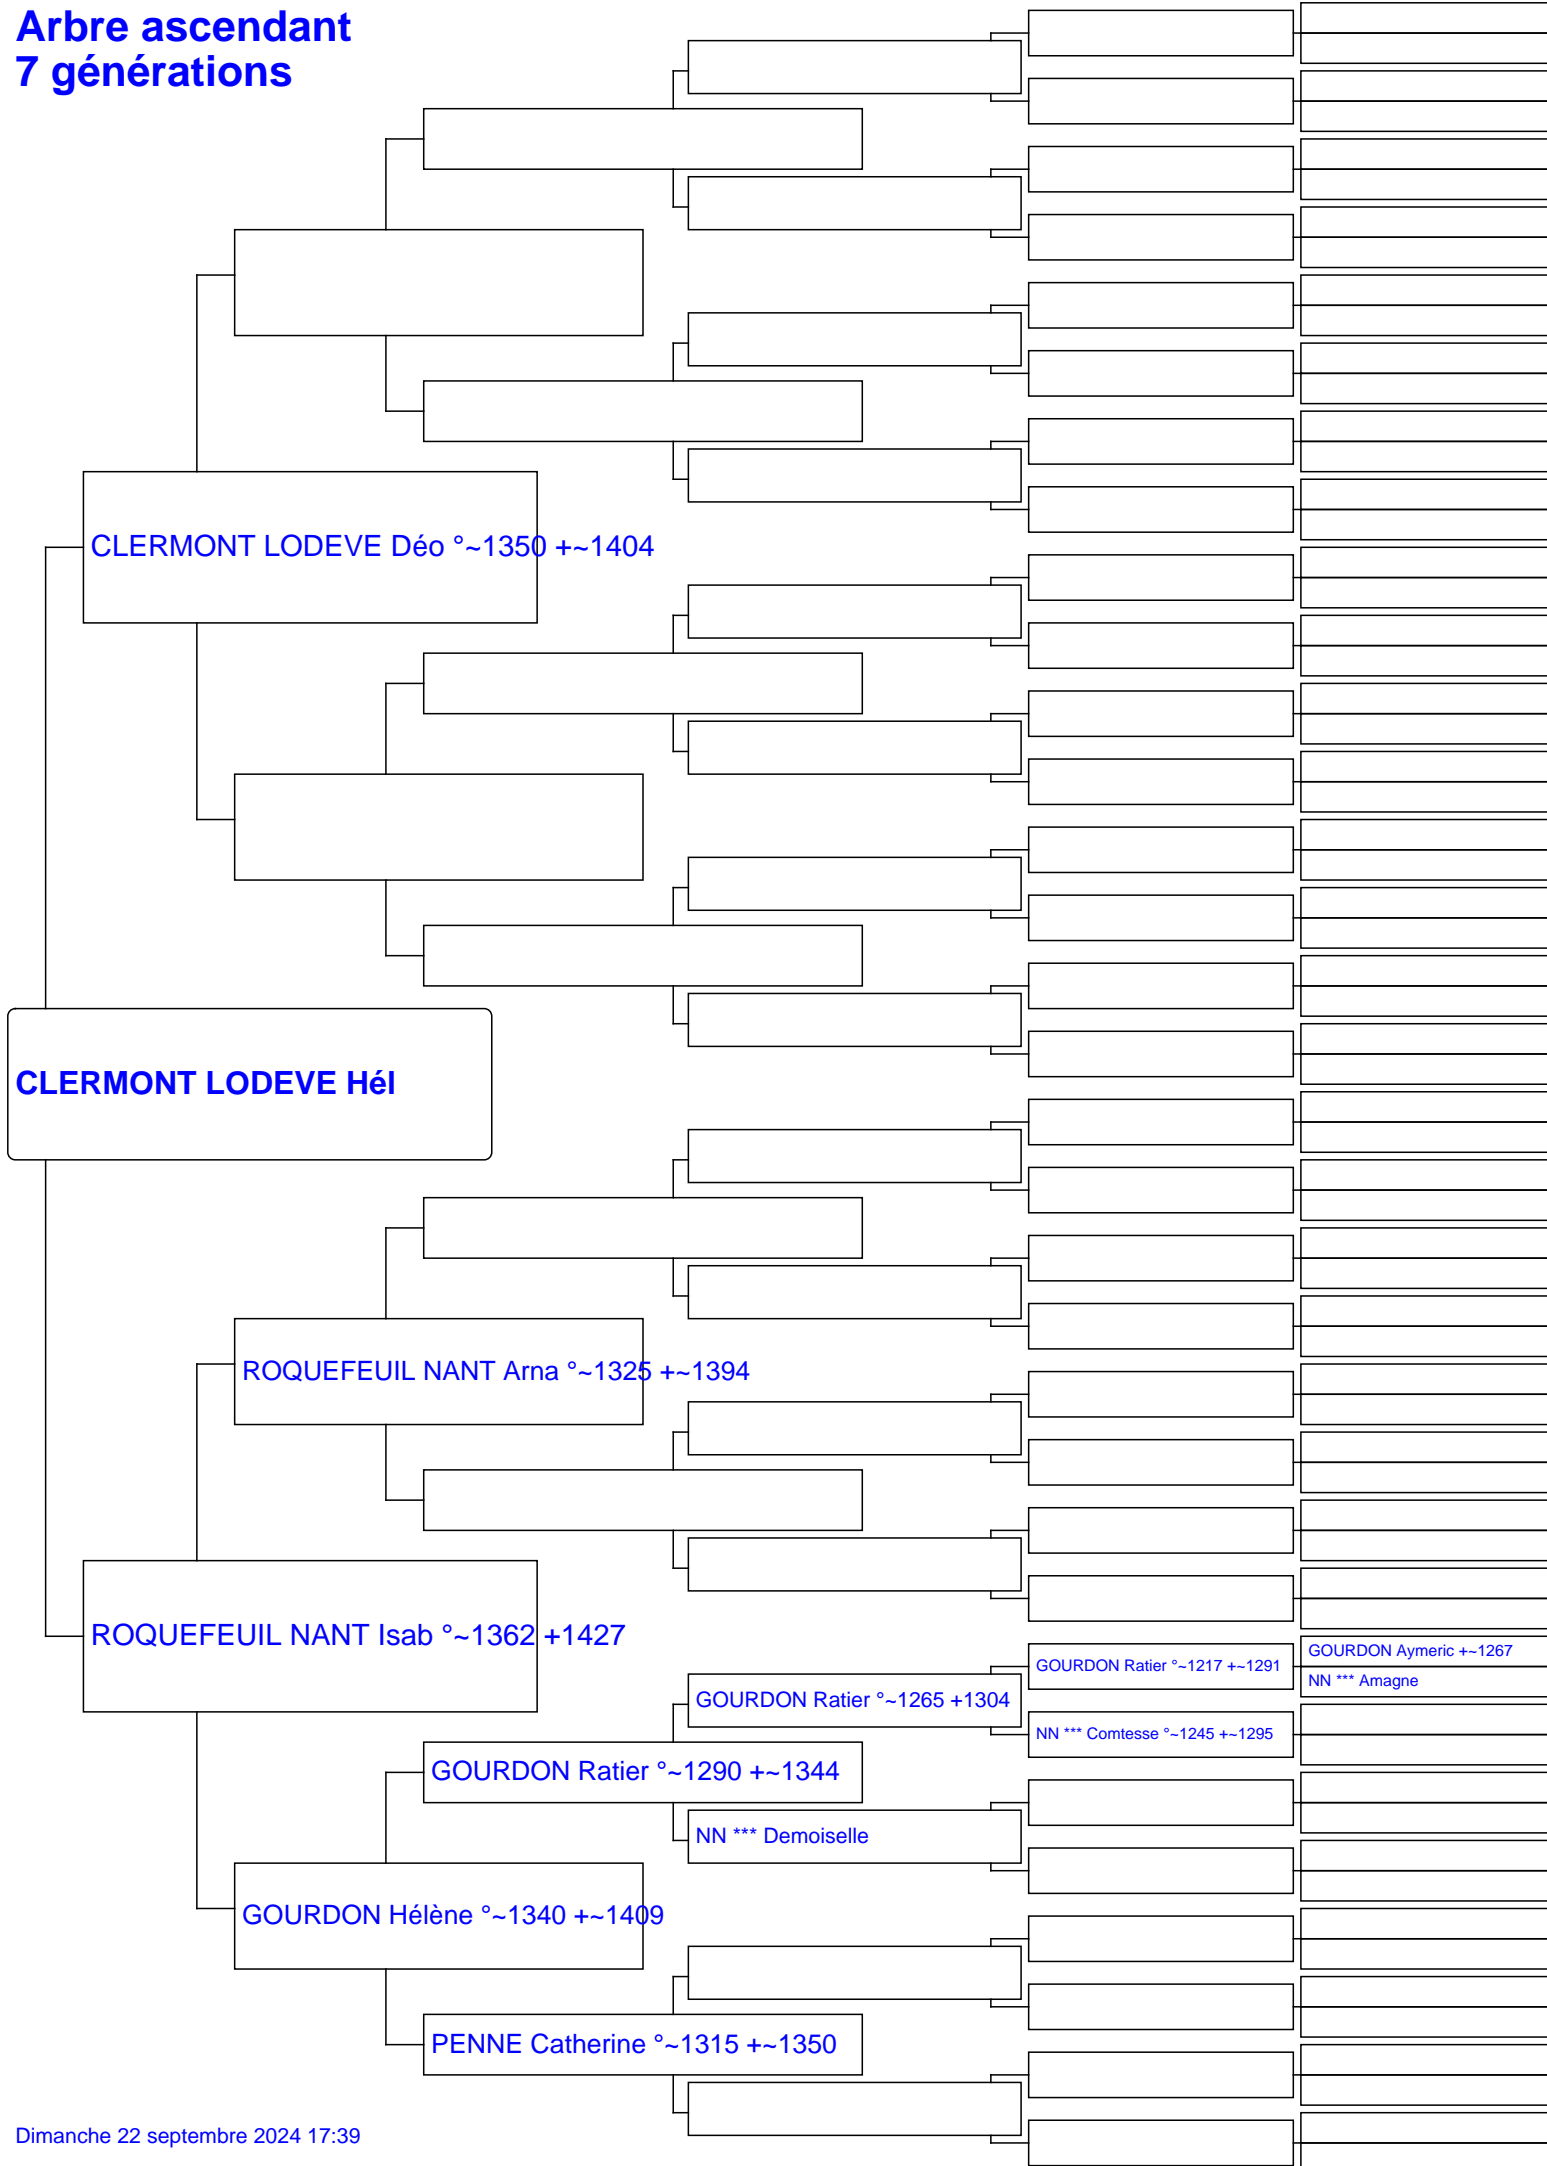 Arbre ascendant
7 générations
CLERMONT LODEVE Déo °~1350 +~1404
CLERMONT LODEVE Hél
ROQUEFEUIL NANT Arna °~1325 +~1394
ROQUEFEUIL NANT Isab °~1362 +1427
GOURDON Aymeric +~1267
GOURDON Ratier °~1217 +~1291
NN *** Amagne
GOURDON Ratier °~1265 +1304
NN *** Comtesse °~1245 +~1295
GOURDON Ratier °~1290 +~1344
NN *** Demoiselle
GOURDON Hélène °~1340 +~1409
PENNE Catherine °~1315 +~1350
Dimanche 22 septembre 2024 17:39